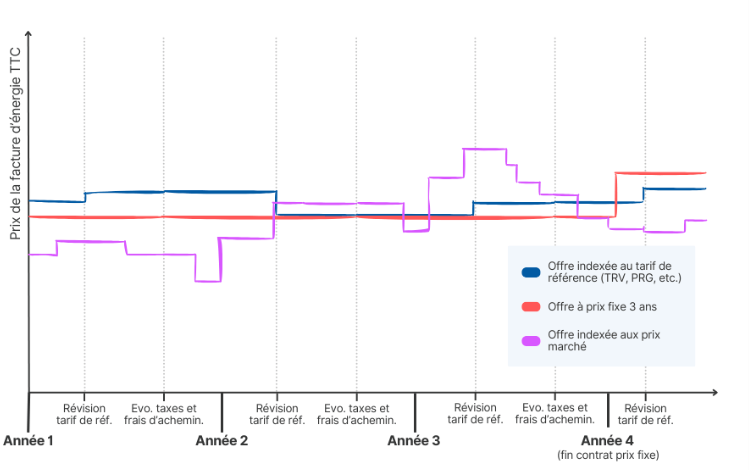 Prix de la facture d'énergie TTC
Offre indexée au tarif de
référence (TRV, PRG, etc.)
Offre à prix fixe 3 ans
Offre indexée aux prix
marché
Révision
tarif de réf.
Evo. taxes et
frais d'achemin.
Révision
tarif de réf.
Evo. taxes et
frais d'achemin.
Révision
tarif de réf.
Evo. taxes et
frais d'achemin.
Révision
tarif de réf.
Année 1
Année 2
Année 3
Année 4
(fin contrat prix fixe)